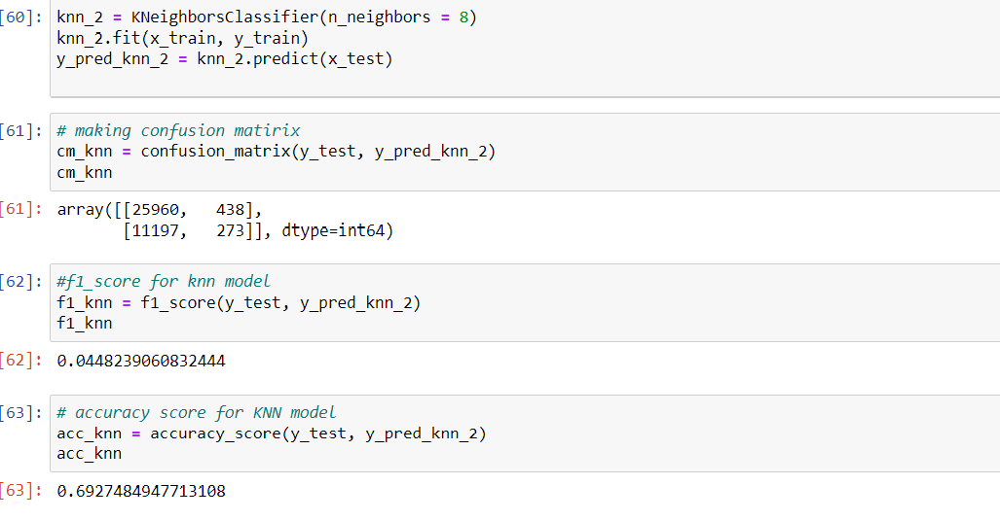 [60]: knn_2 = KNeighborsClassifier(n_neighbors = 8)
knn_2.fit(x_train, y_train)
y_pred_knn_2 = knn_2.predict(x_test)
[61]: # making confusion matirix
cm_knn = confusion_matrix(y_test, y_pred_knn_2)
cm_knn
[61]: array([[25960,   438],
       [11197,   273]], dtype=int64)
[62]: #f1_score for knn model
f1_knn = f1_score(y_test, y_pred_knn_2)
f1_knn
[62]: 0.0448239060832444
[63]: # accuracy score for KNN model
acc_knn = accuracy_score(y_test, y_pred_knn_2)
acc_knn
[63]: 0.6927484947713108